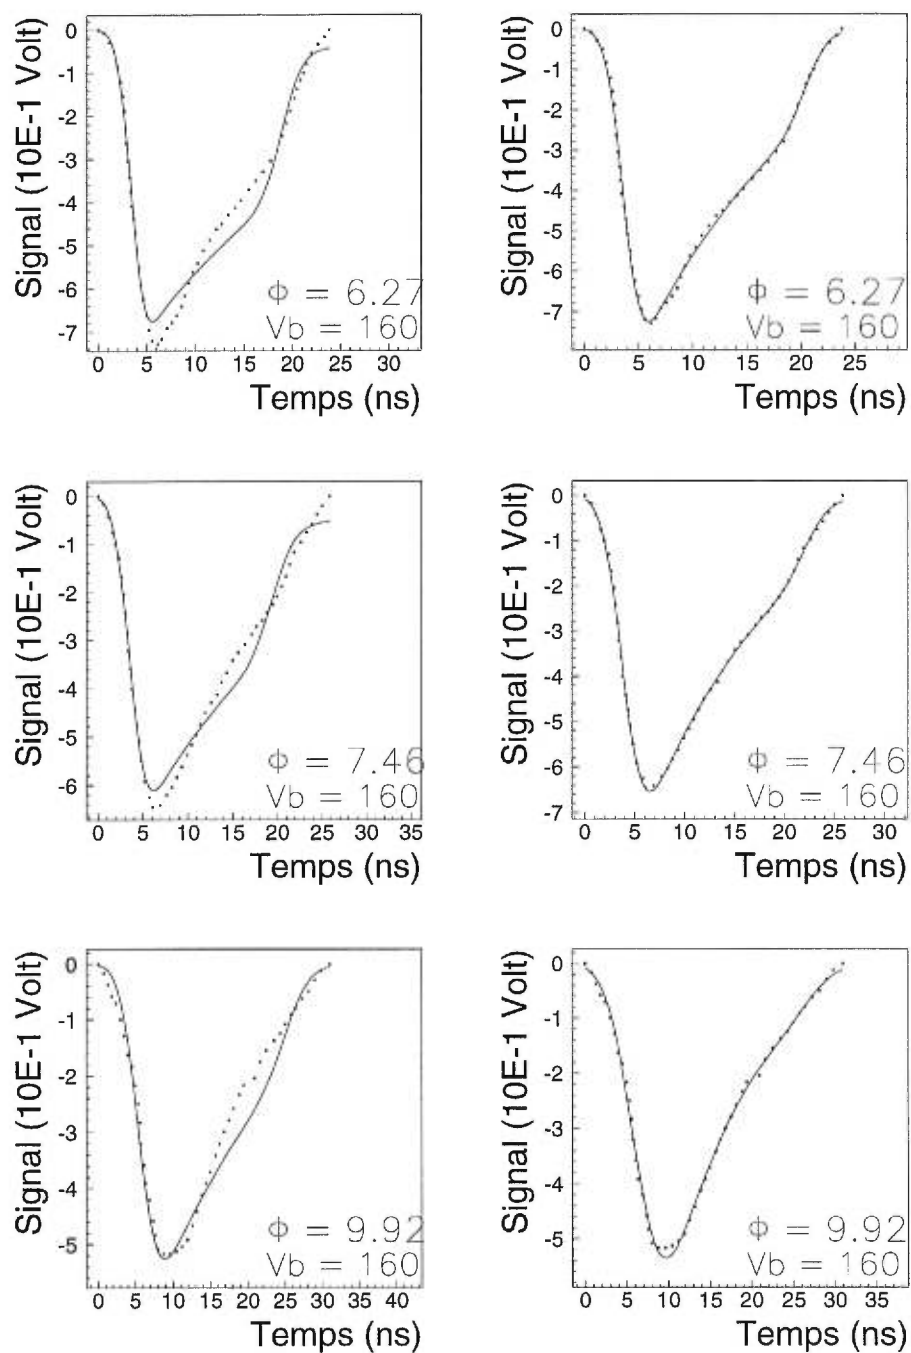 Signal (10E-1 Volt)
0
-1
-2
-3
-4
-5
-6
-7
ϕ = 6.27
Vb = 160
0 5 10 15 20 25 30
Temps (ns)
Signal (10E-1 Volt)
0
-1
-2
-3
-4
-5
-6
-7
ϕ = 6.27
Vb = 160
0 5 10 15 20 25
Temps (ns)
Signal (10E-1 Volt)
0
-1
-2
-3
-4
-5
-6
ϕ = 7.46
Vb = 160
0 5 10 15 20 25 30 35
Temps (ns)
Signal (10E-1 Volt)
0
-1
-2
-3
-4
-5
-6
-7
ϕ = 7.46
Vb = 160
0 5 10 15 20 25 30
Temps (ns)
Signal (10E-1 Volt)
0
-1
-2
-3
-4
-5
ϕ = 9.92
Vb = 160
0 5 10 15 20 25 30 35 40
Temps (ns)
Signal (10E-1 Volt)
0
-1
-2
-3
-4
-5
ϕ = 9.92
Vb = 160
0 5 10 15 20 25 30 35
Temps (ns)